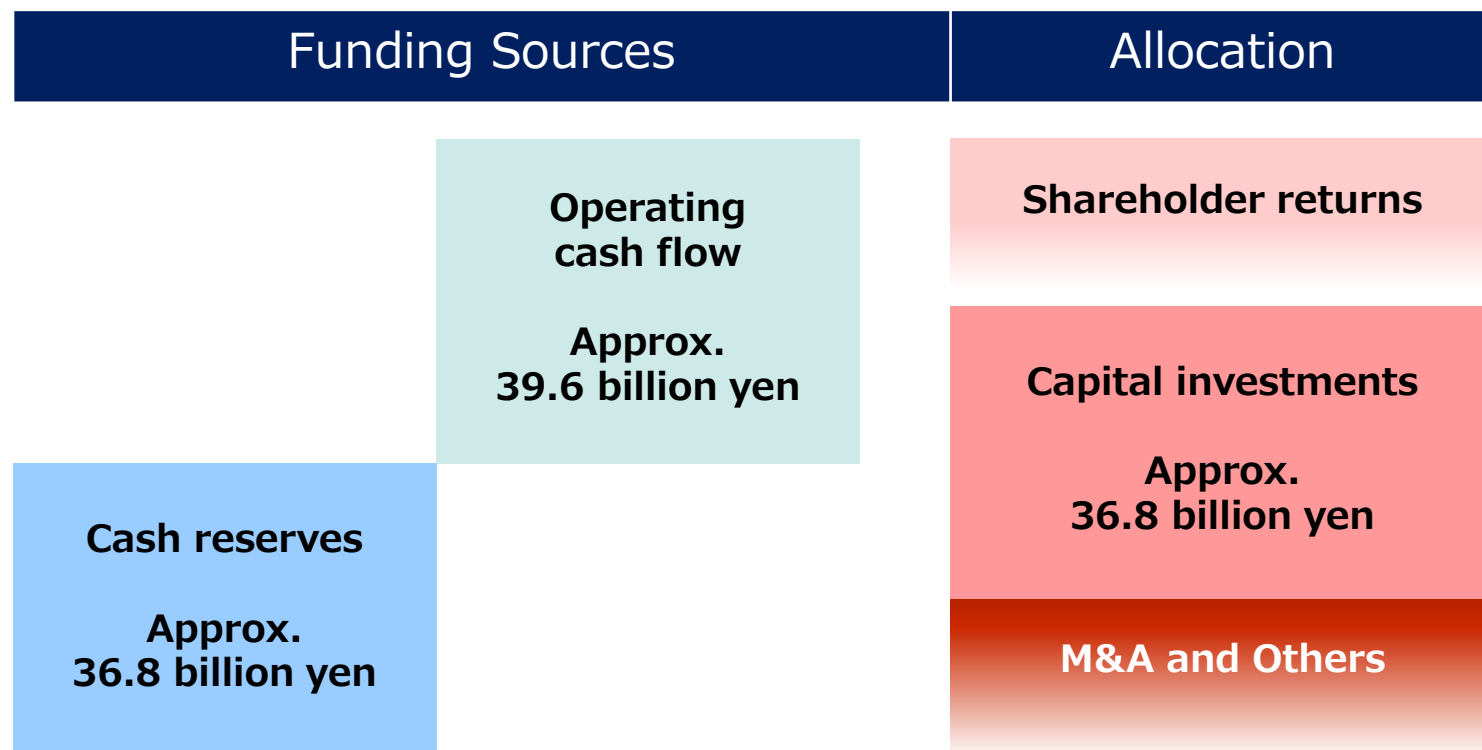 Funding Sources
Allocation
Operating
cash flow
Approx.
39.6 billion yen
Cash reserves
Approx.
36.8 billion yen
Shareholder returns
Capital investments
Approx.
36.8 billion yen
M&A and Others